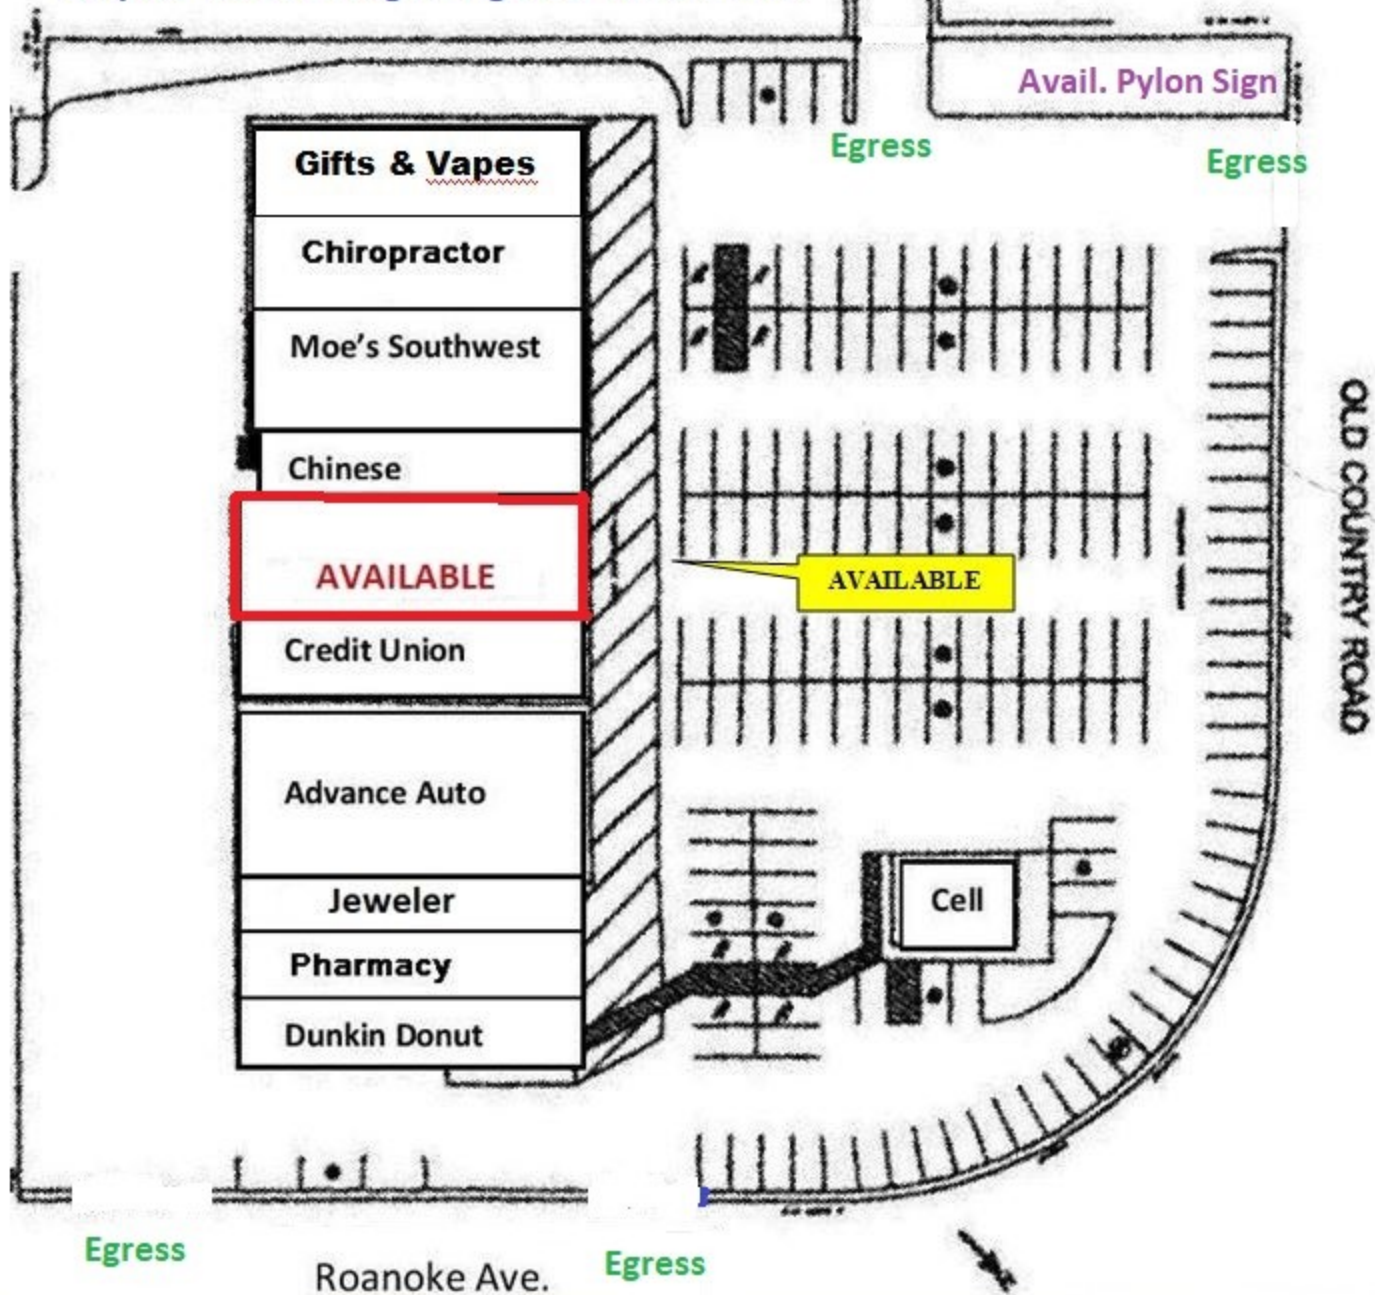 Avail. Pylon Sign
Egress
Egress
Gifts & Vapes
Chiropractor
Moe's Southwest
Chinese
AVAILABLE
AVAILABLE
Credit Union
OLD COUNTRY ROAD
Advance Auto
Jeweler
Cell
Pharmacy
Dunkin Donut
Egress
Egress
Roanoke Ave.